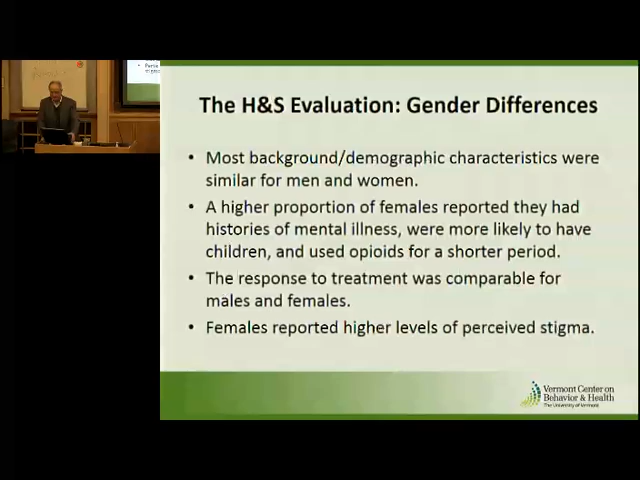 The H&S Evaluation: Gender Differences
• Most background/demographic characteristics were
similar for men and women.
• A higher proportion of females reported they had
histories of mental illness, were more likely to have
children, and used opioids for a shorter period.
• The response to treatment was comparable for
males and females.
• Females reported higher levels of perceived stigma.
Vermont Center on
Behavior & Health
The University of Vermont